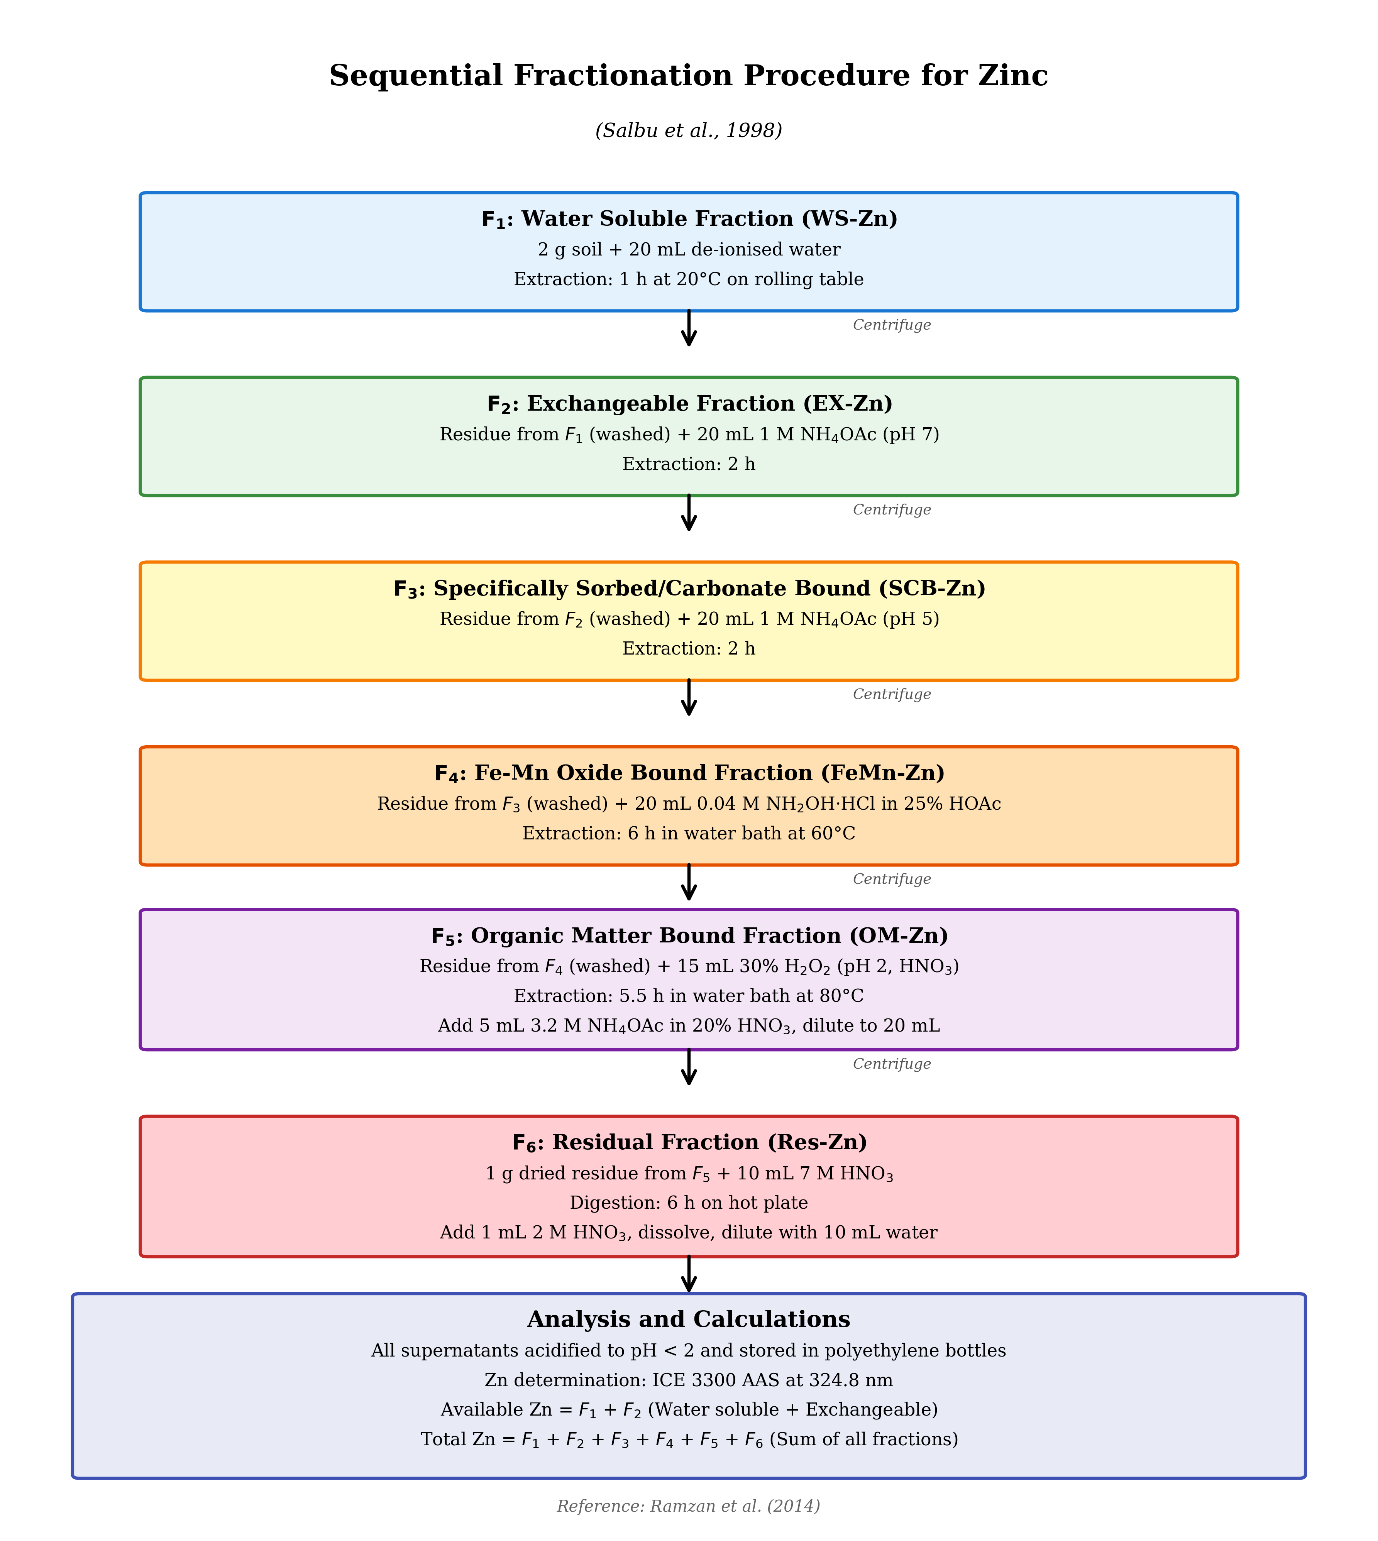 Sequential Fractionation Procedure for Zinc
(Salbu et al., 1998)
F₁: Water Soluble Fraction (WS-Zn)
2 g soil + 20 mL de-ionised water
Extraction: 1 h at 20°C on rolling table
Centrifuge
F₂: Exchangeable Fraction (EX-Zn)
Residue from F₁ (washed) + 20 mL 1 M NH₄OAc (pH 7)
Extraction: 2 h
Centrifuge
F₃: Specifically Sorbed/Carbonate Bound (SCB-Zn)
Residue from F₂ (washed) + 20 mL 1 M NH₄OAc (pH 5)
Extraction: 2 h
Centrifuge
F₄: Fe-Mn Oxide Bound Fraction (FeMn-Zn)
Residue from F₃ (washed) + 20 mL 0.04 M NH₂OH·HCl in 25% HOAc
Extraction: 6 h in water bath at 60°C
Centrifuge
F₅: Organic Matter Bound Fraction (OM-Zn)
Residue from F₄ (washed) + 15 mL 30% H₂O₂ (pH 2, HNO₃)
Extraction: 5.5 h in water bath at 80°C
Add 5 mL 3.2 M NH₄OAc in 20% HNO₃, dilute to 20 mL
Centrifuge
F₆: Residual Fraction (Res-Zn)
1 g dried residue from F₅ + 10 mL 7 M HNO₃
Digestion: 6 h on hot plate
Add 1 mL 2 M HNO₃, dissolve, dilute with 10 mL water
Analysis and Calculations
All supernatants acidified to pH < 2 and stored in polyethylene bottles
Zn determination: ICE 3300 AAS at 324.8 nm
Available Zn = F₁ + F₂ (Water soluble + Exchangeable)
Total Zn = F₁ + F₂ + F₃ + F₄ + F₅ + F₆ (Sum of all fractions)
Reference: Ramzan et al. (2014)